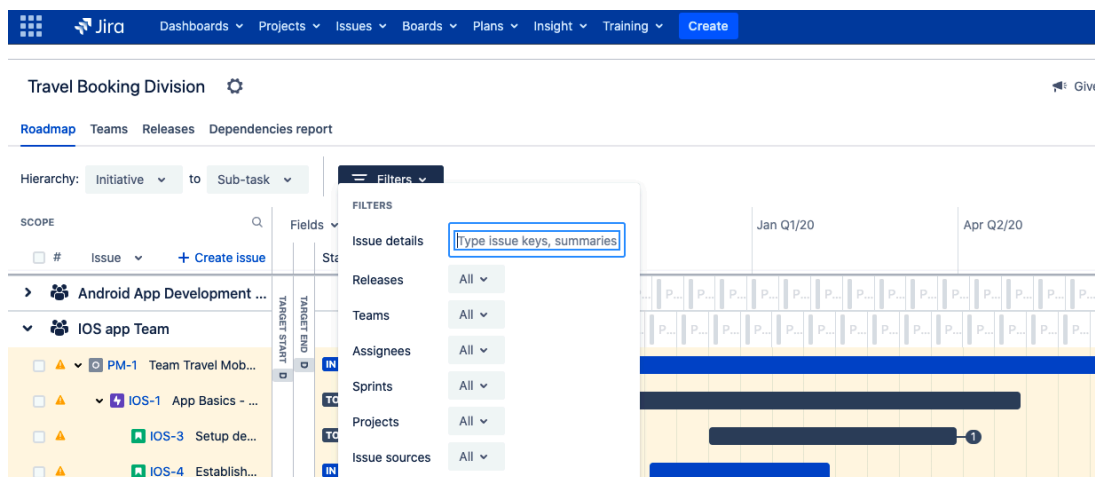 Jira Dashboards Projects Issues Boards Plans Insight Training Create
Travel Booking Division
Give
Roadmap Teams Releases Dependencies report
Hierarchy: Initiative to Sub-task Filters
FILTERS
Issue details Type issue keys, summaries
Releases All
Teams All
Assignees All
Sprints All
Projects All
Issue sources All
SCOPE Fields
Jan Q1/20 Apr Q2/20
# Issue + Create issue Sta
TARGET START D
TARGET END D
Android App Development ...
P... P... P... P... P... P... P... P... P... P... P... P... P...
IOS app Team
P... P... P... P... P... P... P... P... P... P... P... P... P...
PM-1 Team Travel Mob... IN
IOS-1 App Basics - ... TO
IOS-3 Setup de... TO 1
IOS-4 Establish... IN